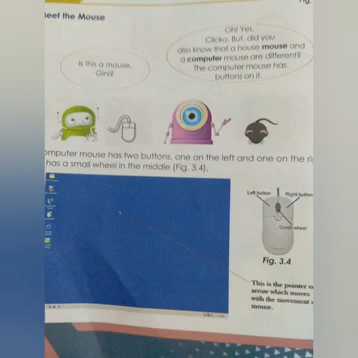 Fig.
eet the Mouse
Is this a mouse,
Gini?
Oh! Yes,
Clicko. But, did you
also know that a house mouse and
a computer mouse are different?
The computer mouse has
buttons on it.
omputer mouse has two buttons, one on the left and one on the ri
has a small wheel in the middle (Fig. 3.4).
Left button
Right button
wheel
Fig. 3.4
This is the pointer o
arrow which moves
with the movement
mouse.